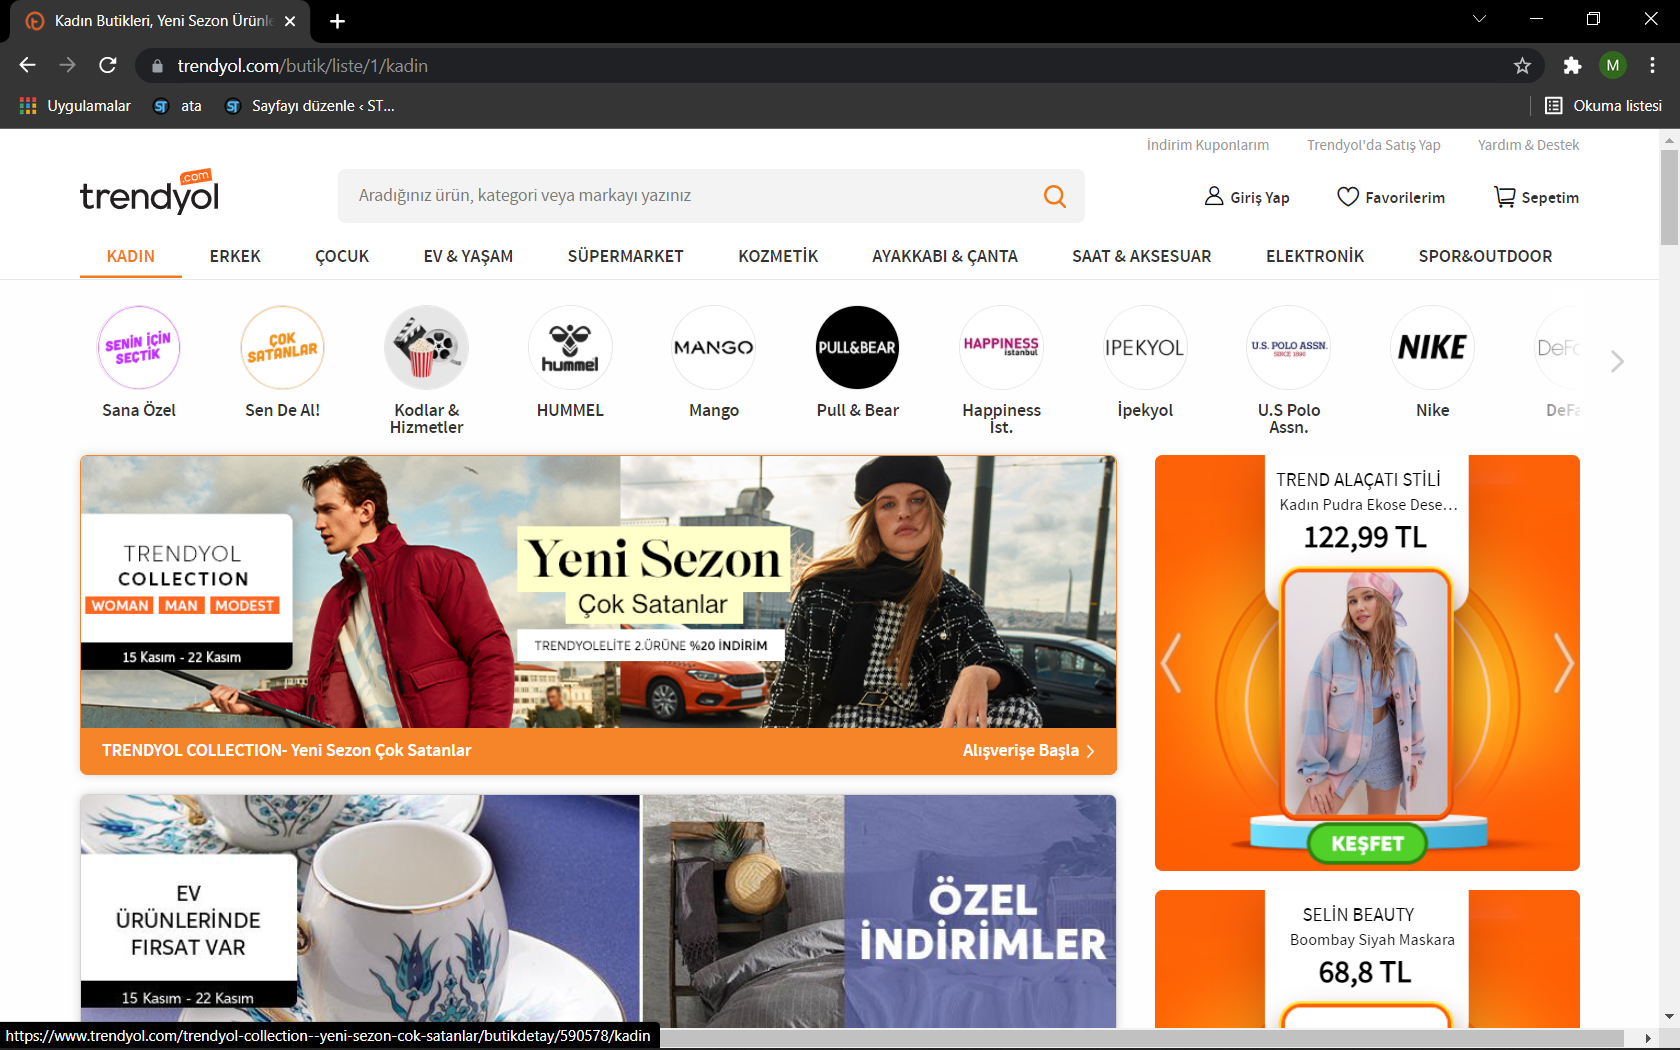 Kadın Butikleri, Yeni Sezon Ürünle
trendyol.com/butik/liste/1/kadin
M
Uygulamalar
ST ata
ST Sayfayı düzenle ‹ ST...
Okuma listesi
İndirim Kuponlarım
Trendyol'da Satış Yap
Yardım & Destek
trendyol
.com
Aradığınız ürün, kategori veya markayı yazınız
Giriş Yap
Favorilerim
Sepetim
KADIN
ERKEK
ÇOCUK
EV & YAŞAM
SÜPERMARKET
KOZMETİK
AYAKKABI & ÇANTA
SAAT & AKSESUAR
ELEKTRONİK
SPOR&OUTDOOR
SENİN İÇİN
SEÇTİK
ÇOK
SATANLAR
hummel
MANGO
PULL&BEAR
HAPPINESS
istanbul
IPEKYOL
U.S. POLO ASSN.
SINCE 1890
NIKE
DeFa
Sana Özel
Sen De Al!
Kodlar &
Hizmetler
HUMMEL
Mango
Pull & Bear
Happiness
İst.
İpekyol
U.S Polo
Assn.
Nike
DeFa
TRENDYOL
COLLECTION
WOMAN MAN MODEST
15 Kasım - 22 Kasım
Yeni Sezon
Çok Satanlar
TRENDYOLELİTE 2.ÜRÜNE %20 İNDİRİM
TRENDYOL COLLECTION- Yeni Sezon Çok Satanlar
Alışverişe Başla
TREND ALAÇATI STİLİ
Kadın Pudra Ekose Dese...
122,99 TL
KEŞFET
EV
ÜRÜNLERİNDE
FIRSAT VAR
15 Kasım - 22 Kasım
ÖZEL
İNDİRİMLER
SELİN BEAUTY
Boombay Siyah Maskara
68,8 TL
https://www.trendyol.com/trendyol-collection--yeni-sezon-cok-satanlar/butikdetay/590578/kadin